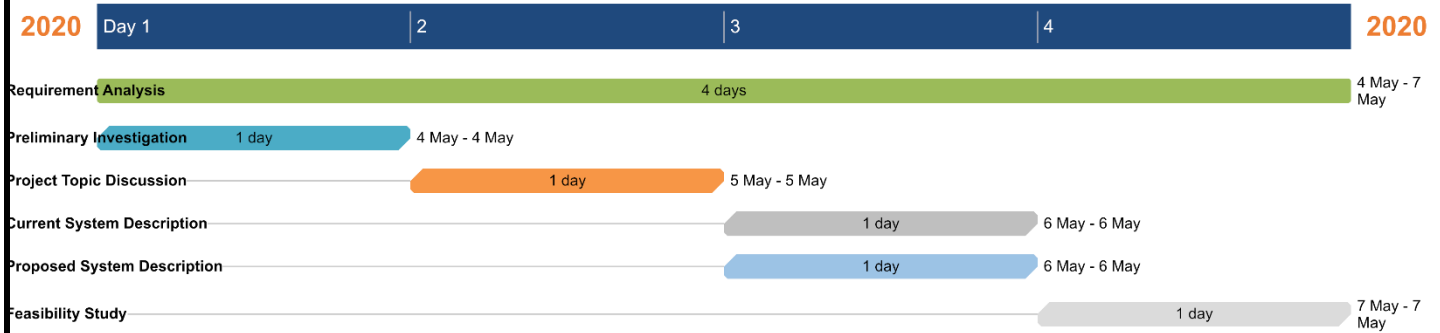 2020 Day 1 2 3 4 2020
Requirement Analysis 4 days 4 May - 7
May
Preliminary Investigation 1 day 4 May - 4 May
Project Topic Discussion 1 day 5 May - 5 May
Current System Description 1 day 6 May - 6 May
Proposed System Description 1 day 6 May - 6 May
Feasibility Study 1 day 7 May - 7
May